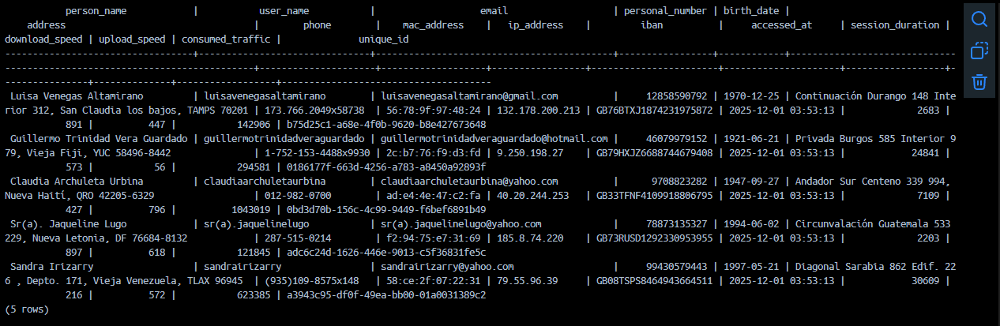 person_name | user_name | email | personal_number | birth_date |
address | phone | mac_address | ip_address | iban | accessed_at | session_duration |
download_speed | upload_speed | consumed_traffic | unique_id
--------------------------------+------------------------------+-----------------------------------------+----------------+------------+----------------------------
------------------------------------------+--------------------+-------------------+-----------------+------------------------+---------------------+------------------+-
---------------+--------------+------------------+--------------------------------------
Luisa Venegas Altamirano | luisavenegasaltamirano | luisavenegasaltamirano@gmail.com | 12858590792 | 1970-12-25 | Continuación Durango 148 Inte
rior 312, San Claudia los bajos, TAMPS 70201 | 173.766.2049x58738 | 56:78:9f:97:48:24 | 132.178.200.213 | GB76BTXJ1874231975872 | 2025-12-01 03:53:13 | 2683 |
891 | 447 | 142906 | b75d25c1-a68e-4f0b-9620-b8e427673648
Guillermo Trinidad Vera Guardado | guillermotrinidadveraguardado | guillermotrinidadveraguardado@hotmail.com | 46079979152 | 1921-06-21 | Privada Burgos 585 Interior 9
79, Vieja Fiji, YUC 58496-8442 | 1-752-153-4488x9930 | 2c:b7:76:f9:d3:fd | 9.250.198.27 | GB79HXJZ6688744679408 | 2025-12-01 03:53:13 | 24841 |
573 | 56 | 294581 | 0186177f-663d-4256-a783-a8450a92893f
Claudia Archuleta Urbina | claudiaarchuletaurbina | claudiaarchuletaurbina@yahoo.com | 9708823282 | 1947-09-27 | Andador Sur Centeno 339 994,
Nueva Haití, QRO 42205-6329 | 012-982-0700 | ad:e4:4e:47:c2:fa | 40.20.244.253 | GB33TFNF4109918806795 | 2025-12-01 03:53:13 | 7109 |
427 | 796 | 1043019 | 0bd3d70b-156c-4c99-9449-f6bef6891b49
Sr(a). Jaqueline Lugo | sr(a).jaquelinelugo | sr(a).jaquelinelugo@yahoo.com | 78873135327 | 1994-06-02 | Circunvalación Guatemala 533
229, Nueva Letonia, DF 76684-8132 | 287-515-0214 | f2:94:75:e7:31:69 | 185.8.74.220 | GB73RUSD1292330953955 | 2025-12-01 03:53:13 | 2203 |
897 | 618 | 121845 | adc6c24d-1626-446e-9013-c5f36831fe5c
Sandra Irizarry | sandrairizarry | sandrairizarry@yahoo.com | 99430579443 | 1997-05-21 | Diagonal Sarabia 862 Edif. 22
6 , Depto. 171, Vieja Venezuela, TLAX 96945 | (935)109-8575x148 | 58:ce:2f:07:22:31 | 79.55.96.39 | GB08TSPS8464943664511 | 2025-12-01 03:53:13 | 30609 |
216 | 572 | 623385 | a3943c95-df0f-49ea-bb00-01a0031389c2
(5 rows)